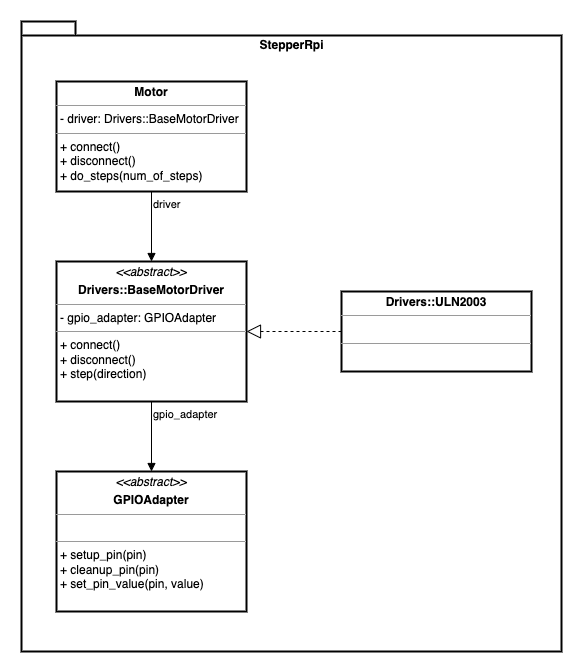 StepperRpi
Motor
- driver: Drivers::BaseMotorDriver
+ connect()
+ disconnect()
+ do_steps(num_of_steps)
driver
<<abstract>>
Drivers::BaseMotorDriver
- gpio_adapter: GPIOAdapter
+ connect()
+ disconnect()
+ step(direction)
Drivers::ULN2003
gpio_adapter
<<abstract>>
GPIOAdapter
+ setup_pin(pin)
+ cleanup_pin(pin)
+ set_pin_value(pin, value)